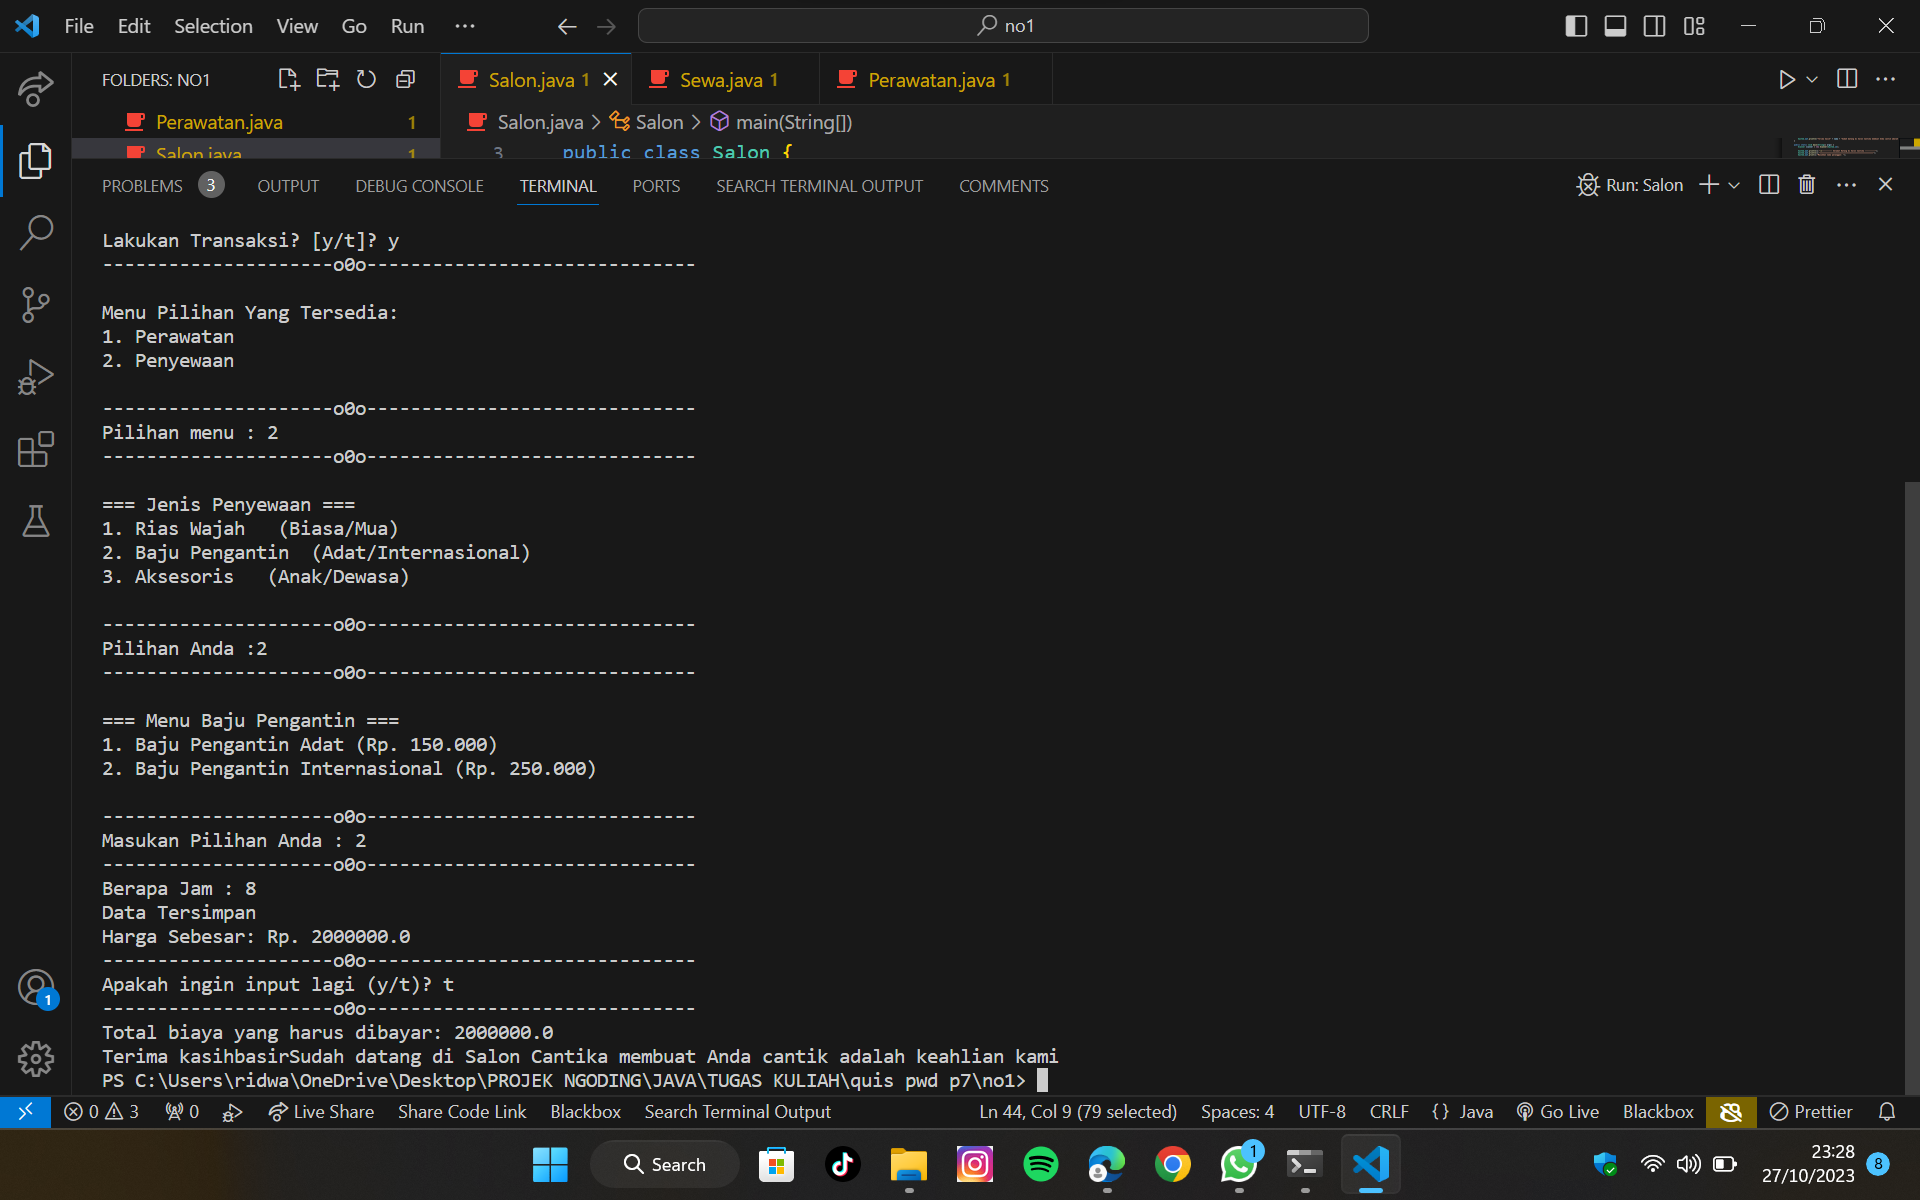 File Edit Selection View Go Run ··· no1
FOLDERS: NO1
Salon.java 1 Sewa.java 1 Perawatan.java 1
Perawatan.java 1
Salon.java > Salon > main(String[])
Salon.java 1
3 public class Salon {
PROBLEMS 3 OUTPUT DEBUG CONSOLE TERMINAL PORTS SEARCH TERMINAL OUTPUT COMMENTS Run: Salon
Lakukan Transaksi? [y/t]? y
---------------------o0o------------------------------
Menu Pilihan Yang Tersedia:
1. Perawatan
2. Penyewaan
---------------------o0o------------------------------
Pilihan menu : 2
---------------------o0o------------------------------
=== Jenis Penyewaan ===
1. Rias Wajah   (Biasa/Mua)
2. Baju Pengantin  (Adat/Internasional)
3. Aksesoris   (Anak/Dewasa)
---------------------o0o------------------------------
Pilihan Anda :2
---------------------o0o------------------------------
=== Menu Baju Pengantin ===
1. Baju Pengantin Adat (Rp. 150.000)
2. Baju Pengantin Internasional (Rp. 250.000)
---------------------o0o------------------------------
Masukan Pilihan Anda : 2
---------------------o0o------------------------------
Berapa Jam : 8
Data Tersimpan
Harga Sebesar: Rp. 2000000.0
---------------------o0o------------------------------
Apakah ingin input lagi (y/t)? t
---------------------o0o------------------------------
Total biaya yang harus dibayar: 2000000.0
Terima kasihbasirSudah datang di Salon Cantika membuat Anda cantik adalah keahlian kami
PS C:\Users\ridwa\OneDrive\Desktop\PROJEK NGODING\JAVA\TUGAS KULIAH\quis pwd p7\no1>
1
0 3 0 Live Share Share Code Link Blackbox Search Terminal Output Ln 44, Col 9 (79 selected) Spaces: 4 UTF-8 CRLF {} Java Go Live Blackbox Prettier
Search 1 23:28
27/10/2023 8